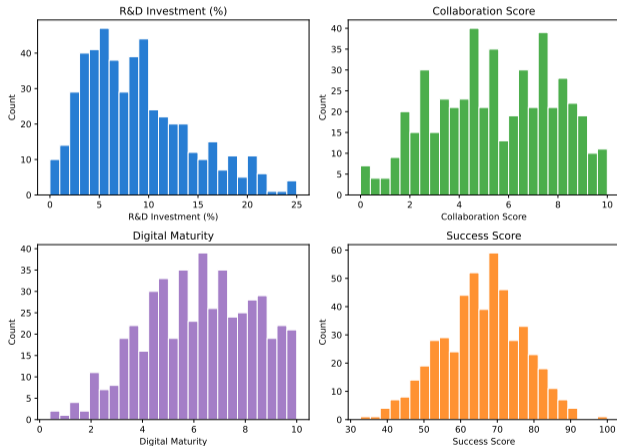 R&D Investment (%)
Count
40
30
20
10
0
0 5 10 15 20 25
R&D Investment (%)
Collaboration Score
Count
40
35
30
25
20
15
10
5
0
0 2 4 6 8 10
Collaboration Score
Digital Maturity
Count
40
35
30
25
20
15
10
5
0
0 2 4 6 8 10
Digital Maturity
Success Score
Count
60
50
40
30
20
10
0
30 40 50 60 70 80 90 100
Success Score